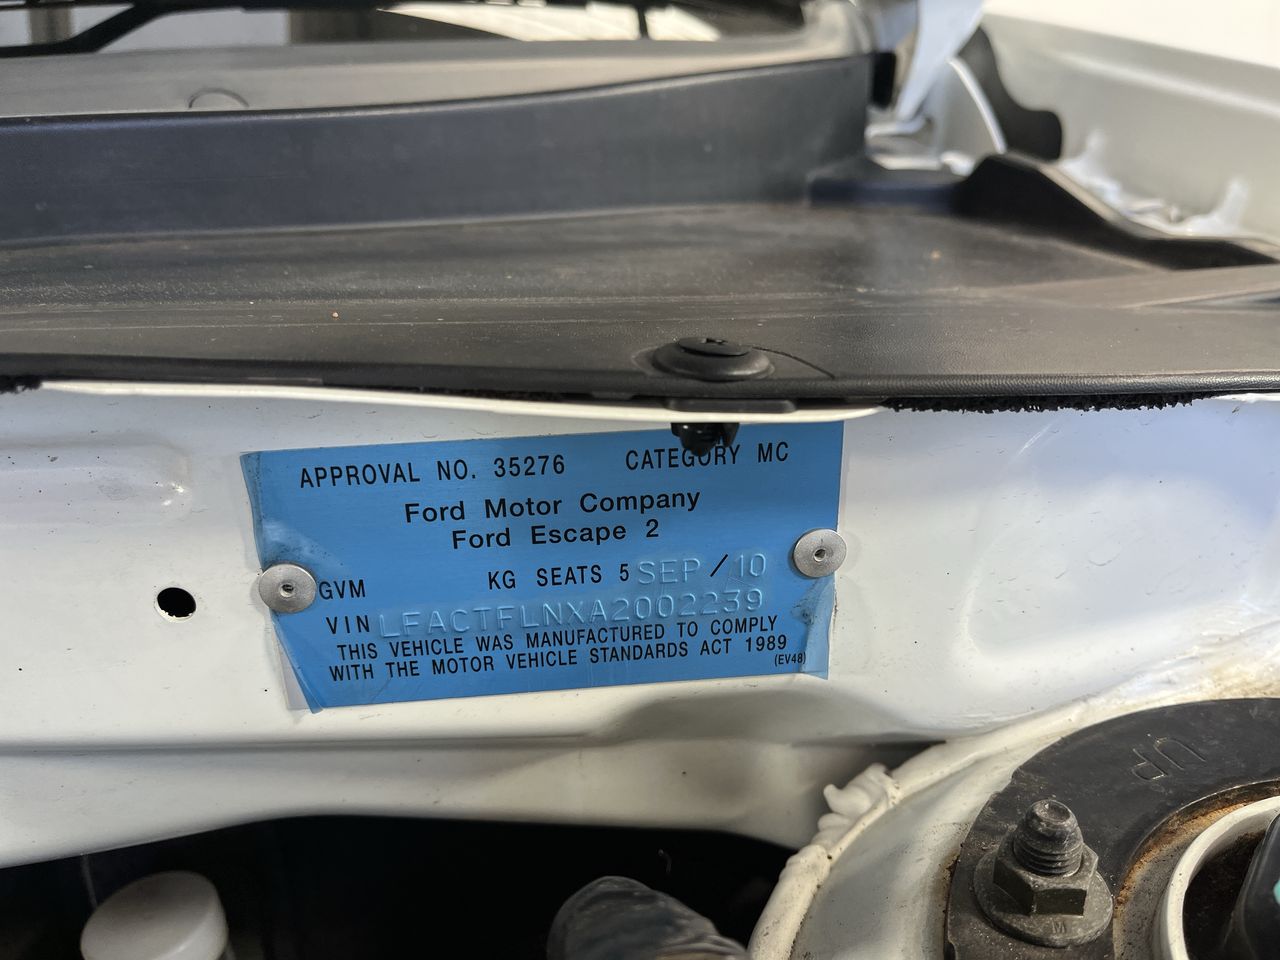 APPROVAL NO. 35276 CATEGORY MC
Ford Motor Company
Ford Escape 2
GVM KG SEATS 5 SEP / 10
VIN LFACTFLNXA2002239
THIS VEHICLE WAS MANUFACTURED TO COMPLY
WITH THE MOTOR VEHICLE STANDARDS ACT 1989
(EV48)
UP